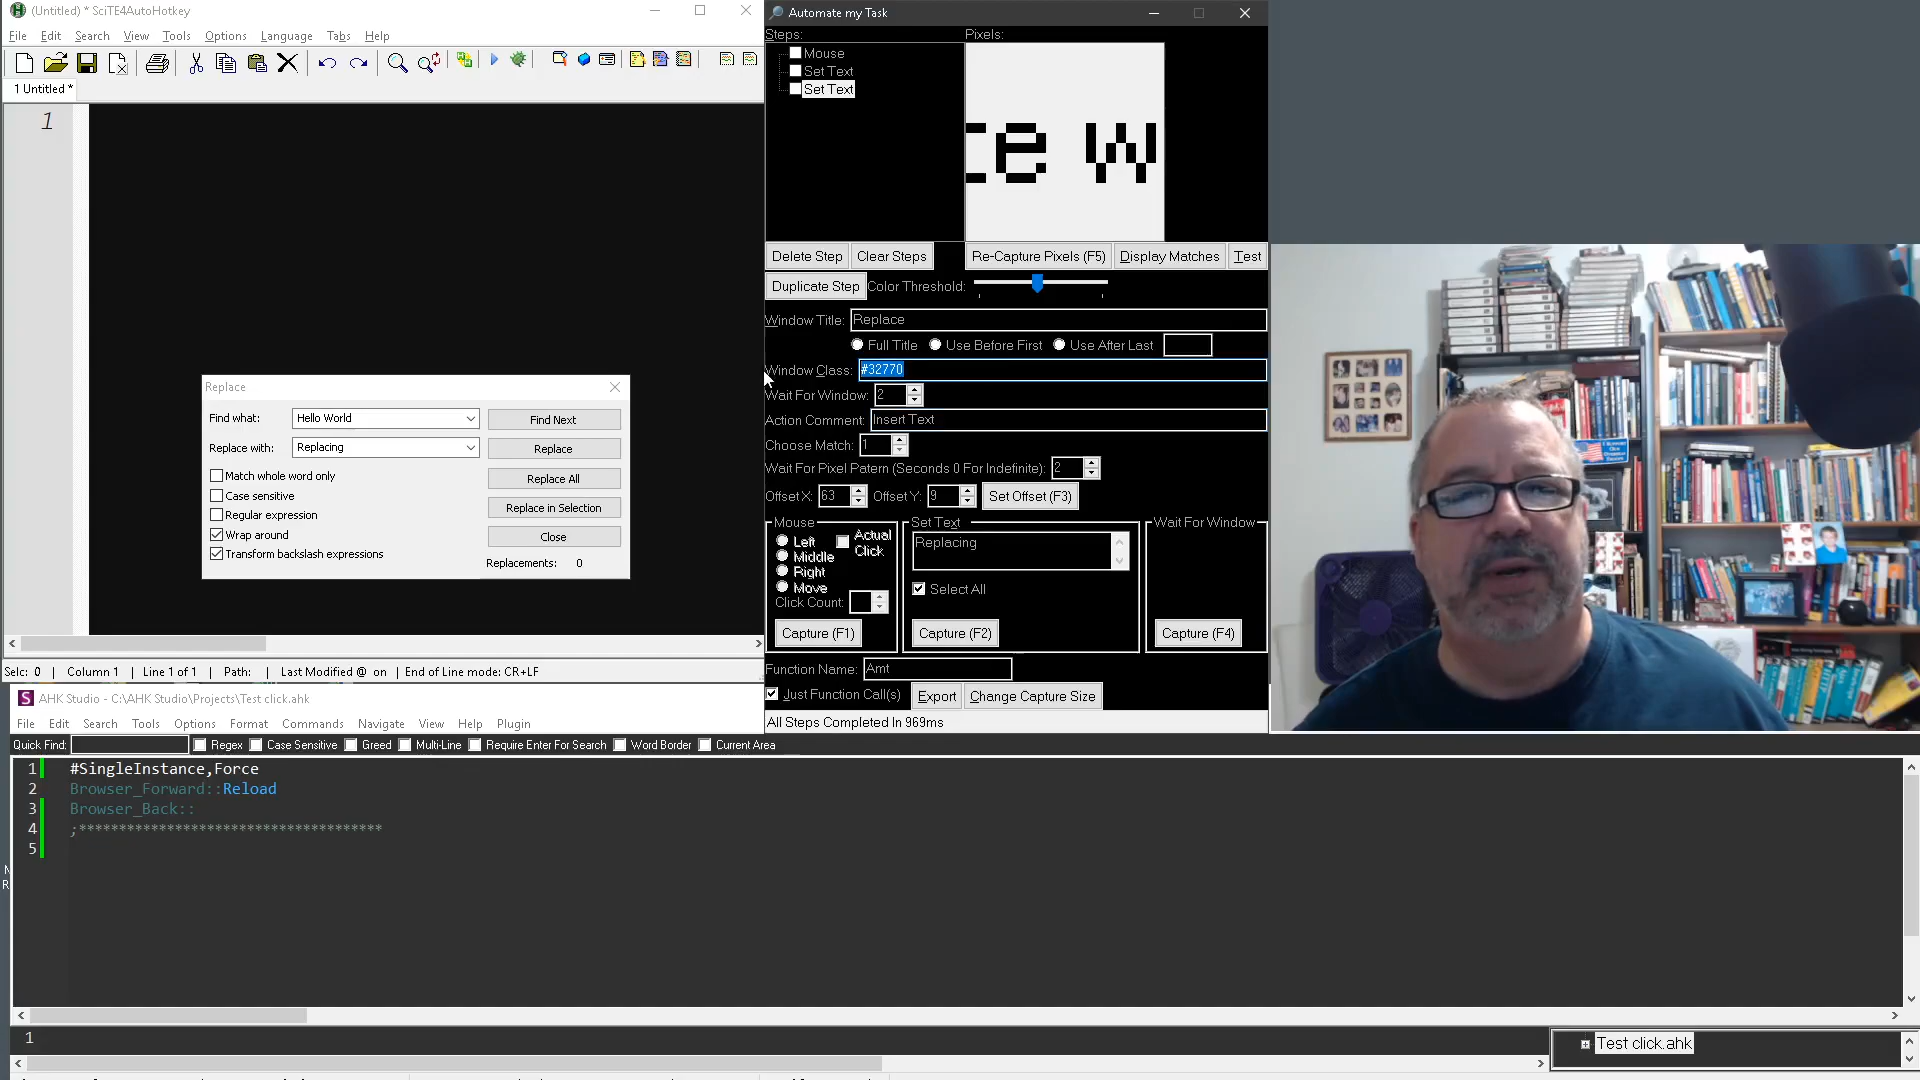 (Untitled) * SciTE4AutoHotkey
File Edit Search View Tools Options Language Tabs Help
1 Untitled *
1
Replace
Find what: Hello World Find Next
Replace with: Replacing Replace
Match whole word only
Replace All
Case sensitive
Regular expression
Replace in Selection
Wrap around
Close
Transform backslash expressions
Replacements: 0
Selc: 0 | Column 1 | Line 1 of 1 | Path: | Last Modified @ on | End of Line mode: CR+LF
Automate my Task
Steps: Pixels:
Mouse
Set Text
Set Text
ce w
Delete Step Clear Steps Re-Capture Pixels (F5) Display Matches Test
Duplicate Step Color Threshold:
Window Title: Replace
Full Title Use Before First Use After Last
Window Class: #32770
Wait For Window: 2
Action Comment: Insert Text
Choose Match: 1
Wait For Pixel Patern (Seconds 0 For Indefinite): 2
Offset X: 63 Offset Y: 9 Set Offset (F3)
Mouse
Left
Middle
Right
Move
Actual Click
Click Count:
Capture (F1)
Set Text
Replacing
Select All
Capture (F2)
Wait For Window
Capture (F4)
Function Name: Amt
Just Function Call(s) Export Change Capture Size
All Steps Completed In 969ms
AHK Studio - C:\AHK Studio\Projects\Test click.ahk
File Edit Search Tools Options Format Commands Navigate View Help Plugin
Quick Find: Regex Case Sensitive Greed Multi-Line Require Enter For Search Word Border Current Area
1 #SingleInstance,Force
2 Browser_Forward::Reload
3 Browser_Back::
4 ;*************************************
5
1
Test click.ahk